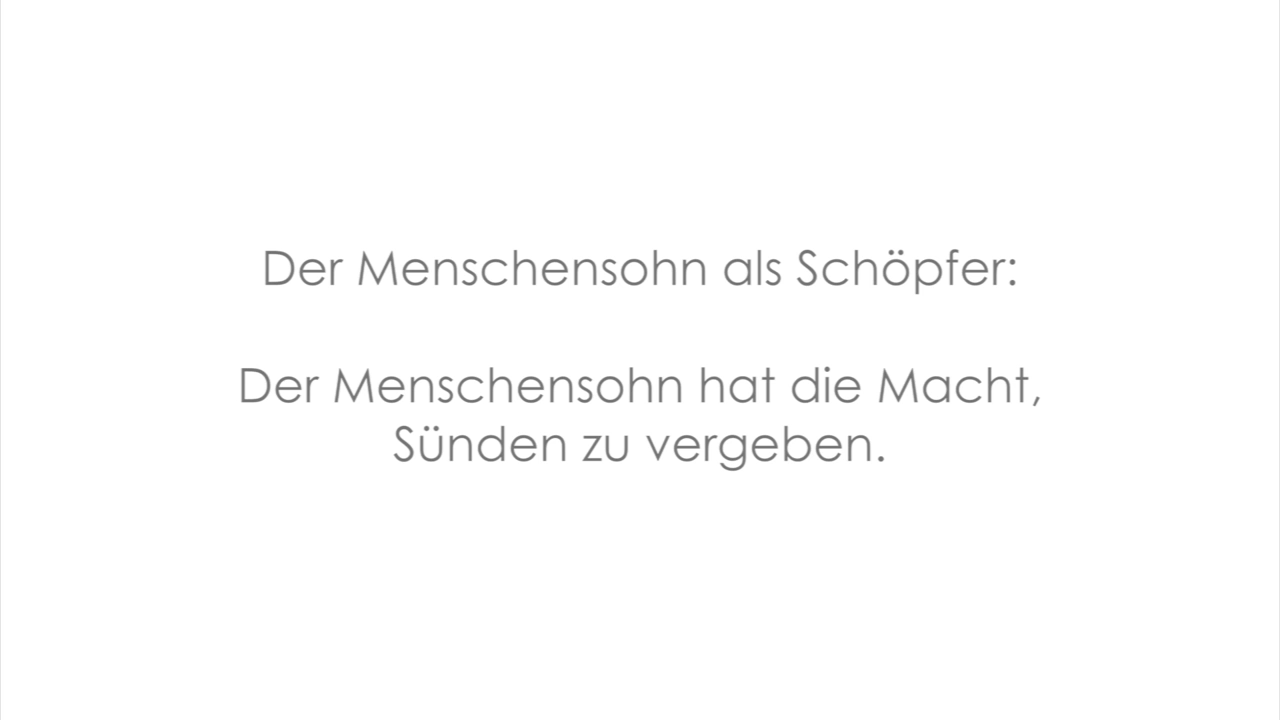 Der Menschensohn als Schöpfer:
Der Menschensohn hat die Macht,
Sünden zu vergeben.